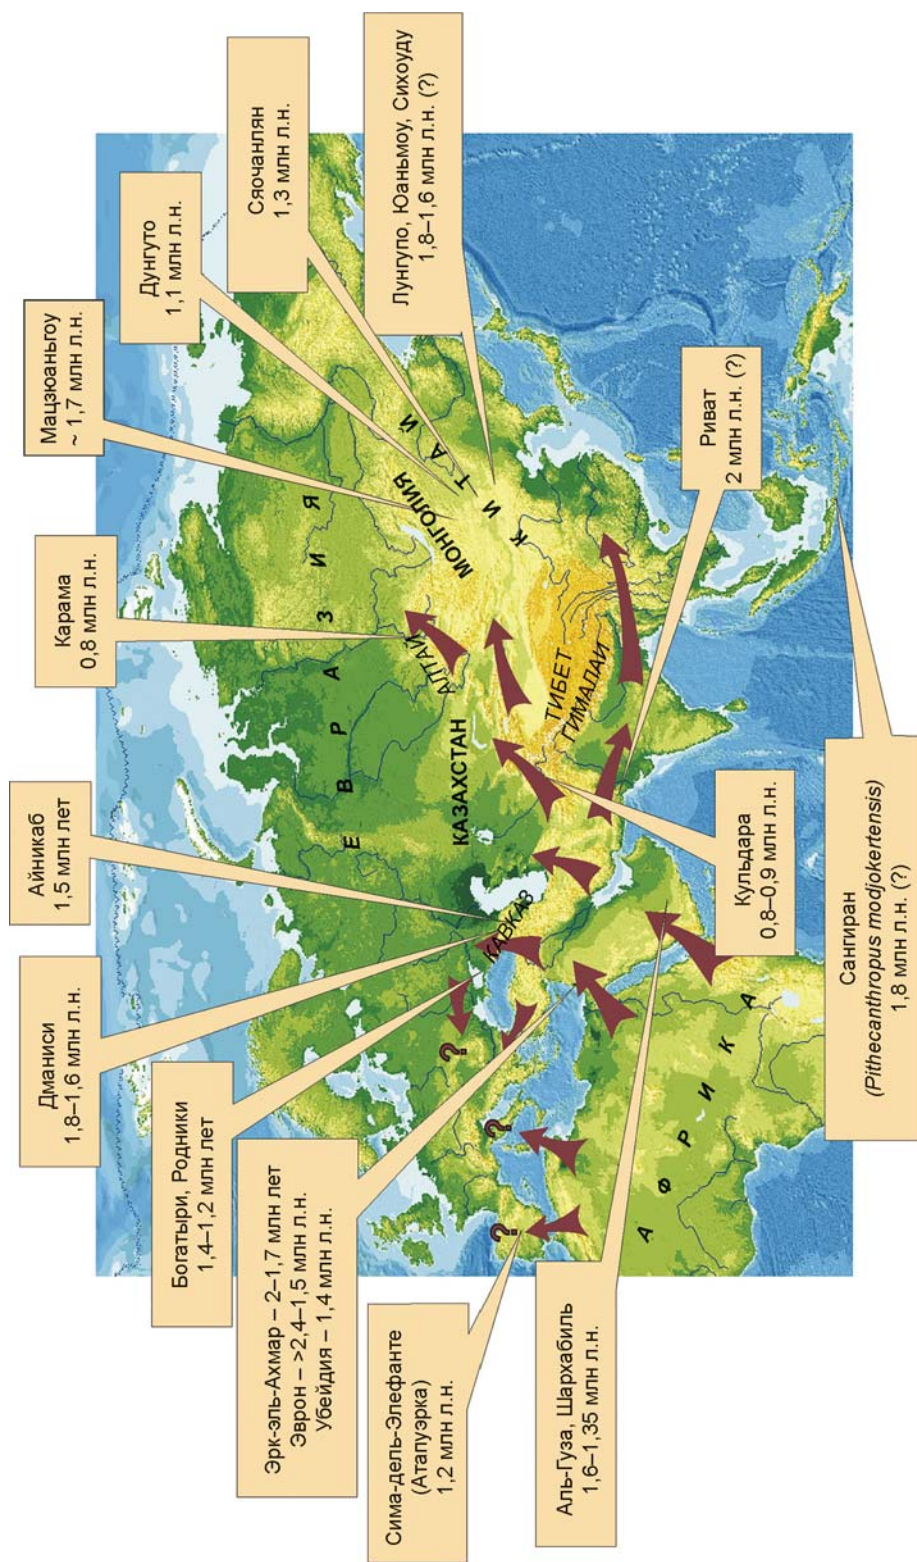 Дманиси
1,8–1,6 млн л.н.
Айникаб
1,5 млн лет
Карама
0,8 млн л.н.
Мацзюаньгоу
~ 1,7 млн л.н.
Дунгуто
1,1 млн л.н.
Сяочанлян
1,3 млн л.н.
Лунгупо, Юаньмоу, Сихоуду
1,8–1,6 млн л.н. (?)
Богатыри, Родники
1,4–1,2 млн лет
Эрк-эль-Ахмар – 2–1,7 млн лет
Эврон – >2,4–1,5 млн л.н.
Убейдия – 1,4 млн л.н.
Сима-дель-Элефанте
(Атапуэрка)
1,2 млн л.н.
Аль-Гуза, Шархабиль
1,6–1,35 млн л.н.
Кульдара
0,8–0,9 млн л.н.
Риват
2 млн л.н. (?)
Сангиран
(Pithecanthropus modjokertensis)
1,8 млн л.н. (?)
ЕВРАЗИЯ
КАЗАХСТАН
АЛТАЙ
МОНГОЛИЯ
КИТАЙ
КАВКАЗ
ТИБЕТ
ГИМАЛАИ
АФРИКА
?
?
?